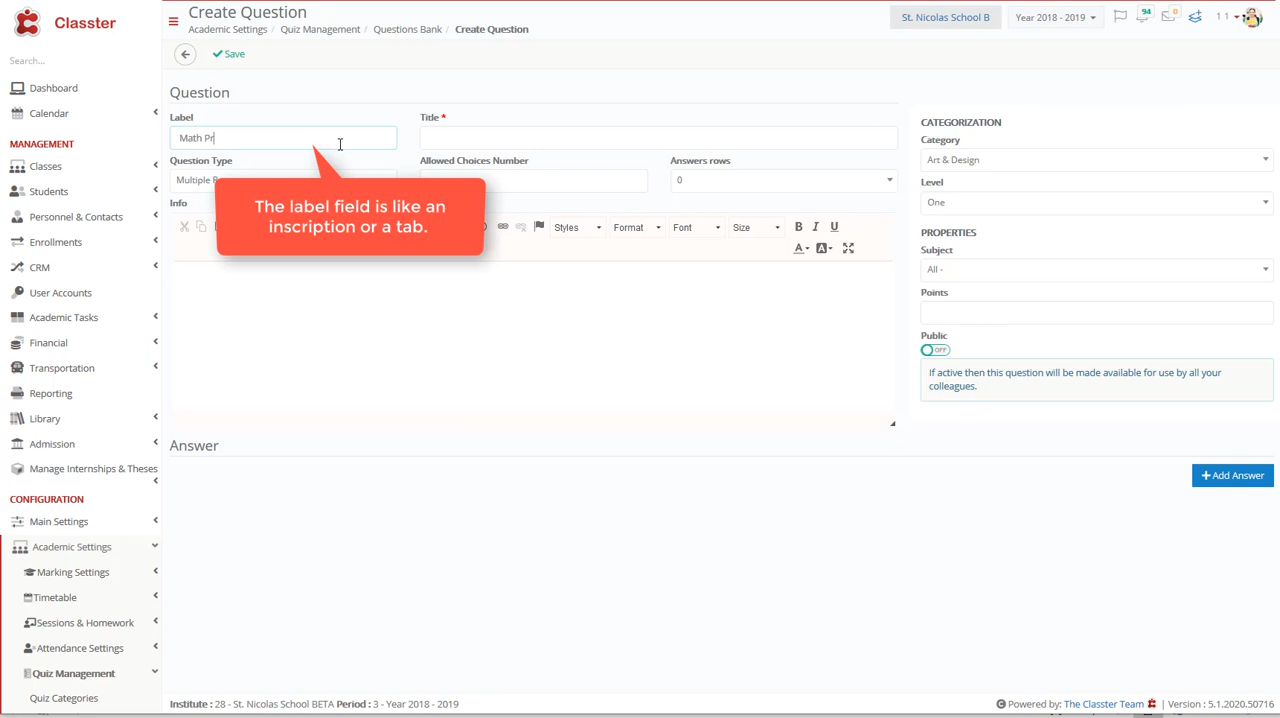 Classter
Create Question
Academic Settings / Quiz Management / Questions Bank / Create Question
St. Nicolas School B
Year 2018 - 2019
94
0
1 1
Search...
Save
Dashboard
Calendar
MANAGEMENT
Classes
Students
Personnel & Contacts
Enrollments
CRM
User Accounts
Academic Tasks
Financial
Transportation
Reporting
Library
Admission
Manage Internships & Theses
CONFIGURATION
Main Settings
Academic Settings
Marking Settings
Timetable
Sessions & Homework
Attendance Settings
Quiz Management
Quiz Categories
Question
Label
Title *
Math Pr
Question Type
Allowed Choices Number
Answers rows
Multiple
0
Info
The label field is like an
inscription or a tab.
Styles
Format
Font
Size
B I U
A A
CATEGORIZATION
Category
Art & Design
Level
One
PROPERTIES
Subject
All -
Points
Public
OFF
If active then this question will be made available for use by all your
colleagues.
Answer
+ Add Answer
Institute : 28 - St. Nicolas School BETA Period : 3 - Year 2018 - 2019
Powered by: The Classter Team | Version : 5.1.2020.50716